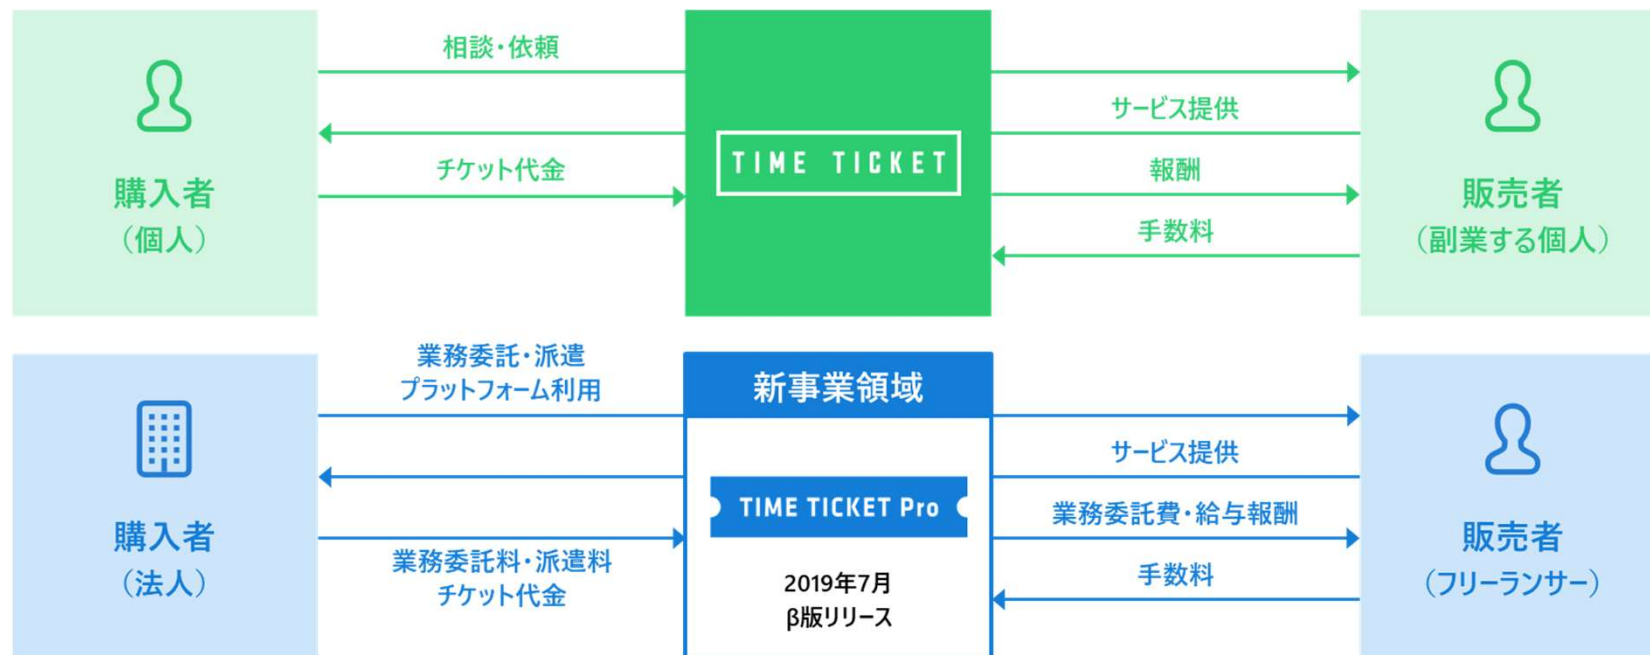 相談・依頼
サービス提供
TIME TICKET
チケット代金
報酬
購入者
(個人)
販売者
(副業する個人)
手数料
業務委託・派遣
プラットフォーム利用
新事業領域
サービス提供
TIME TICKET Pro
業務委託費・給与報酬
購入者
(法人)
販売者
(フリーランサー)
業務委託料・派遣料
チケット代金
手数料
2019年7月
β版リリース